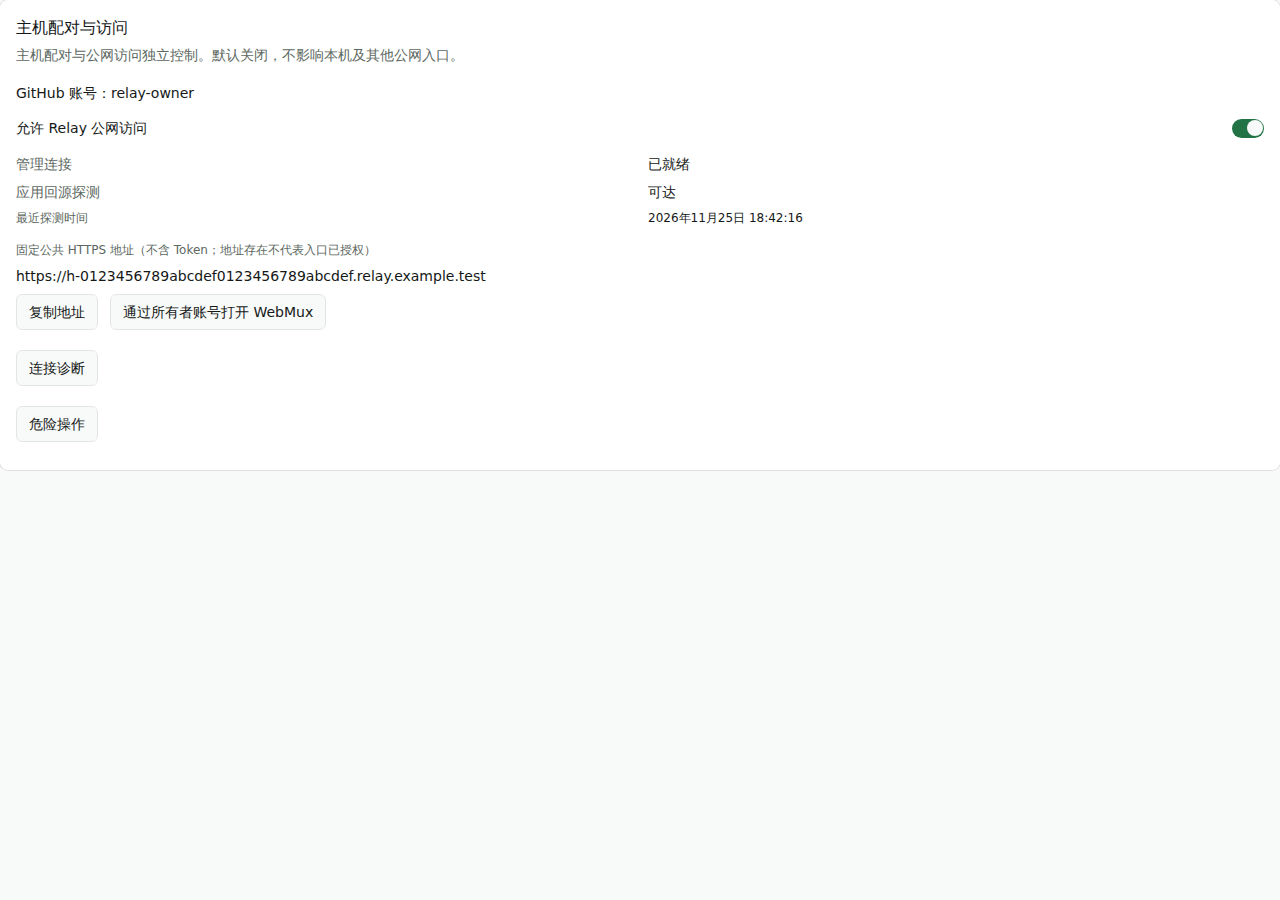 主机配对与访问
主机配对与公网访问独立控制。默认关闭，不影响本机及其他公网入口。
GitHub 账号：relay-owner
允许 Relay 公网访问
管理连接 已就绪
应用回源探测 可达
最近探测时间 2026年11月25日 18:42:16
固定公共 HTTPS 地址（不含 Token；地址存在不代表入口已授权）
https://h-0123456789abcdef0123456789abcdef.relay.example.test
复制地址 通过所有者账号打开 WebMux
连接诊断
危险操作